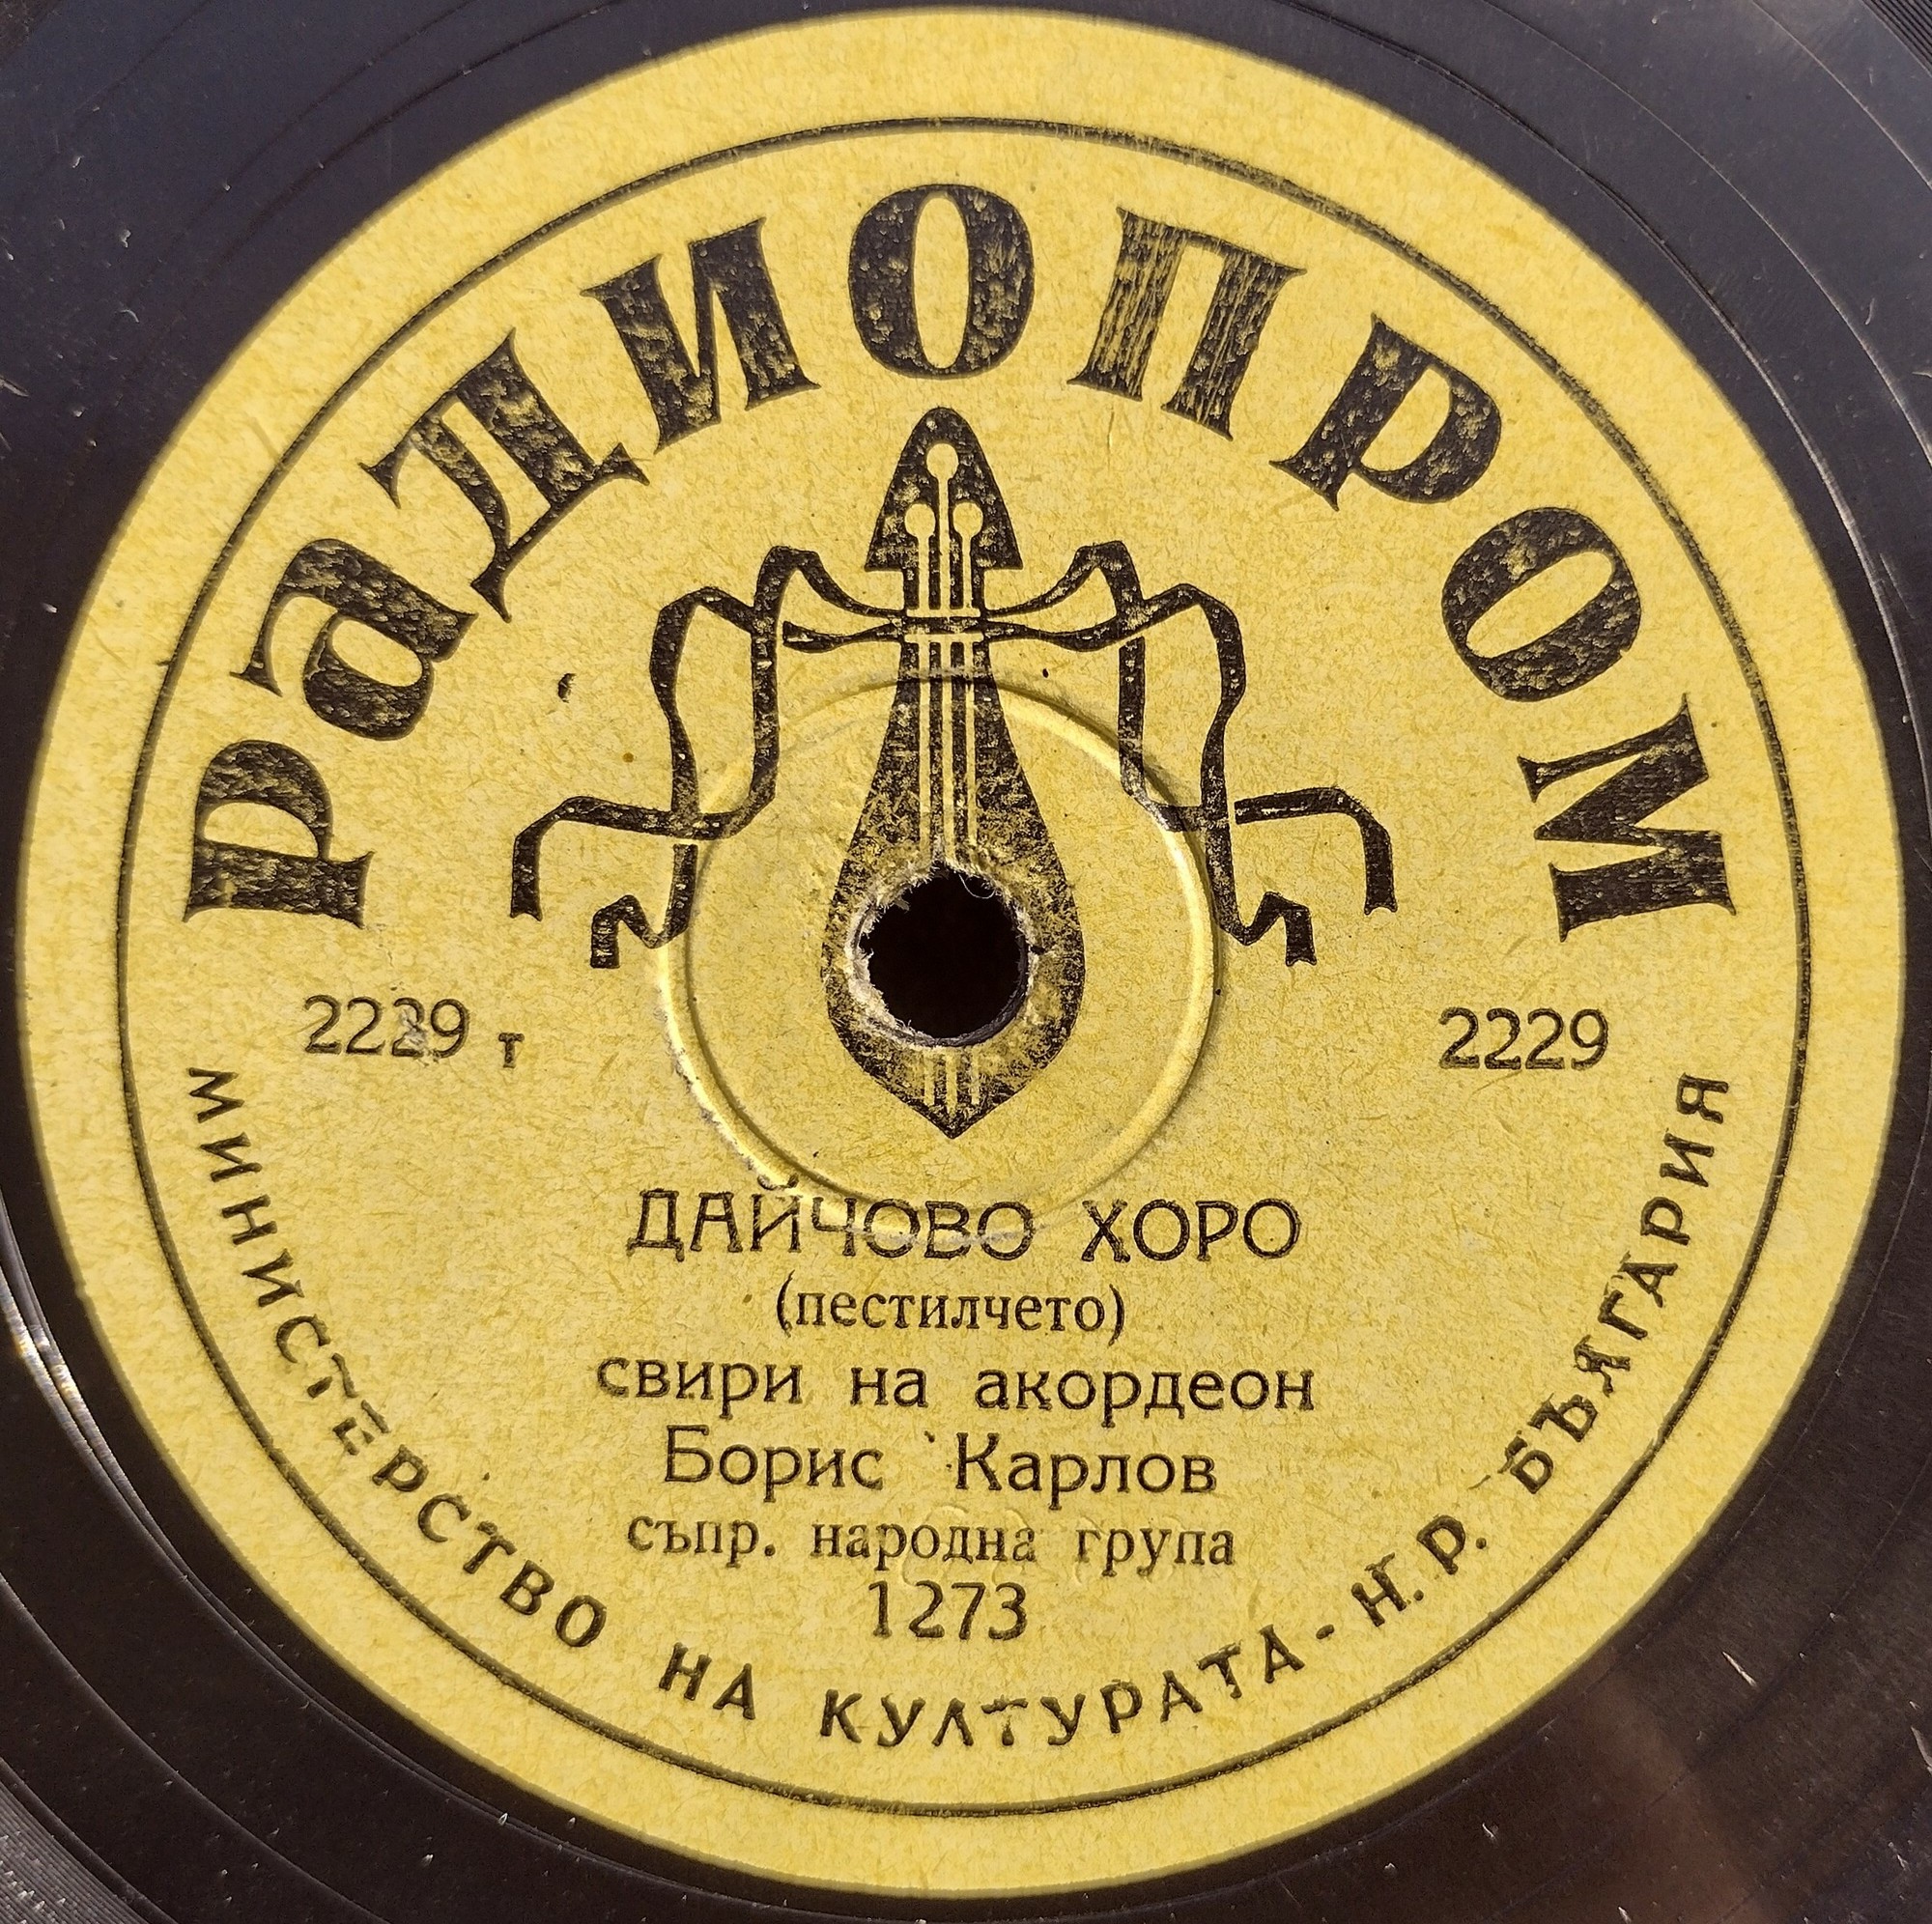 радиопром
2229 т
2229
ДАЙЧОВО ХОРО
(пестилчето)
свири на акордеон
Борис Карлов
съпр. народна група
1273
МИНИСТЕРСТВО НА КУЛТУРАТА - Н. Р. БЪЛГАРИЯ